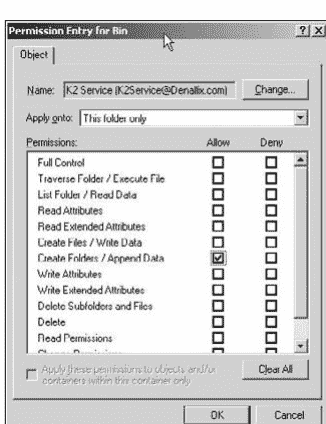 Permission Entry for Bin
Object
Name: K2 Service (K2Service@Denallix.com) Change...
Apply onto: This folder only
Permissions: Allow Deny
Full Control
Traverse Folder / Execute File
List Folder / Read Data
Read Attributes
Read Extended Attributes
Create Files / Write Data
Create Folders / Append Data
Write Attributes
Write Extended Attributes
Delete Subfolders and Files
Delete
Read Permissions
Apply these permissions to objects and/or
containers within this container only
Clear All
OK Cancel